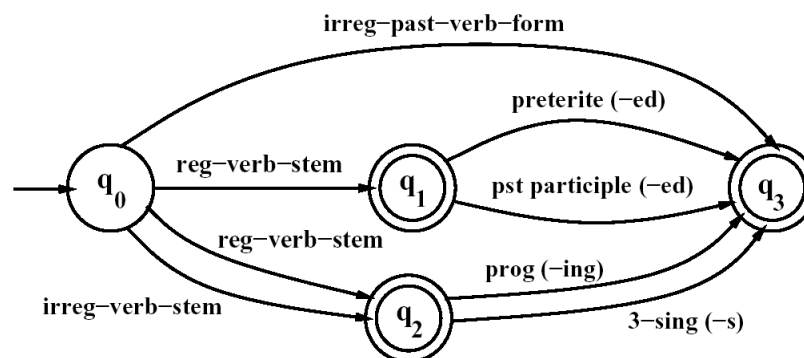 irreg−past−verb−form
preterite (−ed)
reg−verb−stem
q0
q1
pst participle (−ed)
q3
reg−verb−stem
prog (−ing)
irreg−verb−stem
q2
3−sing (−s)